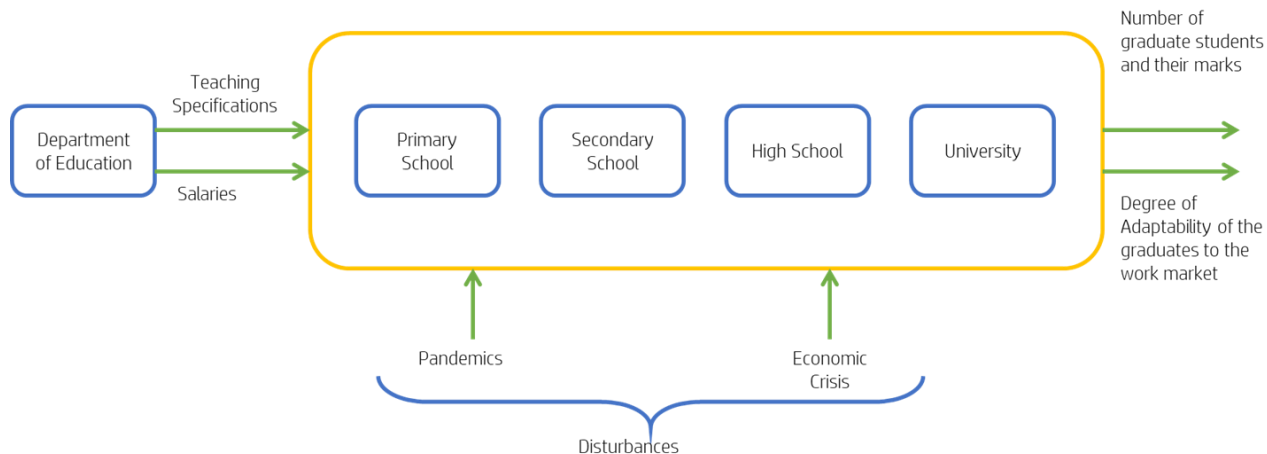 Number of
graduate students
and their marks
Teaching
Specifications
Department
of Education
Primary
School
Secondary
School
High School
University
Salaries
Degree of
Adaptability of the
graduates to the
work market
Pandemics
Economic
Crisis
Disturbances